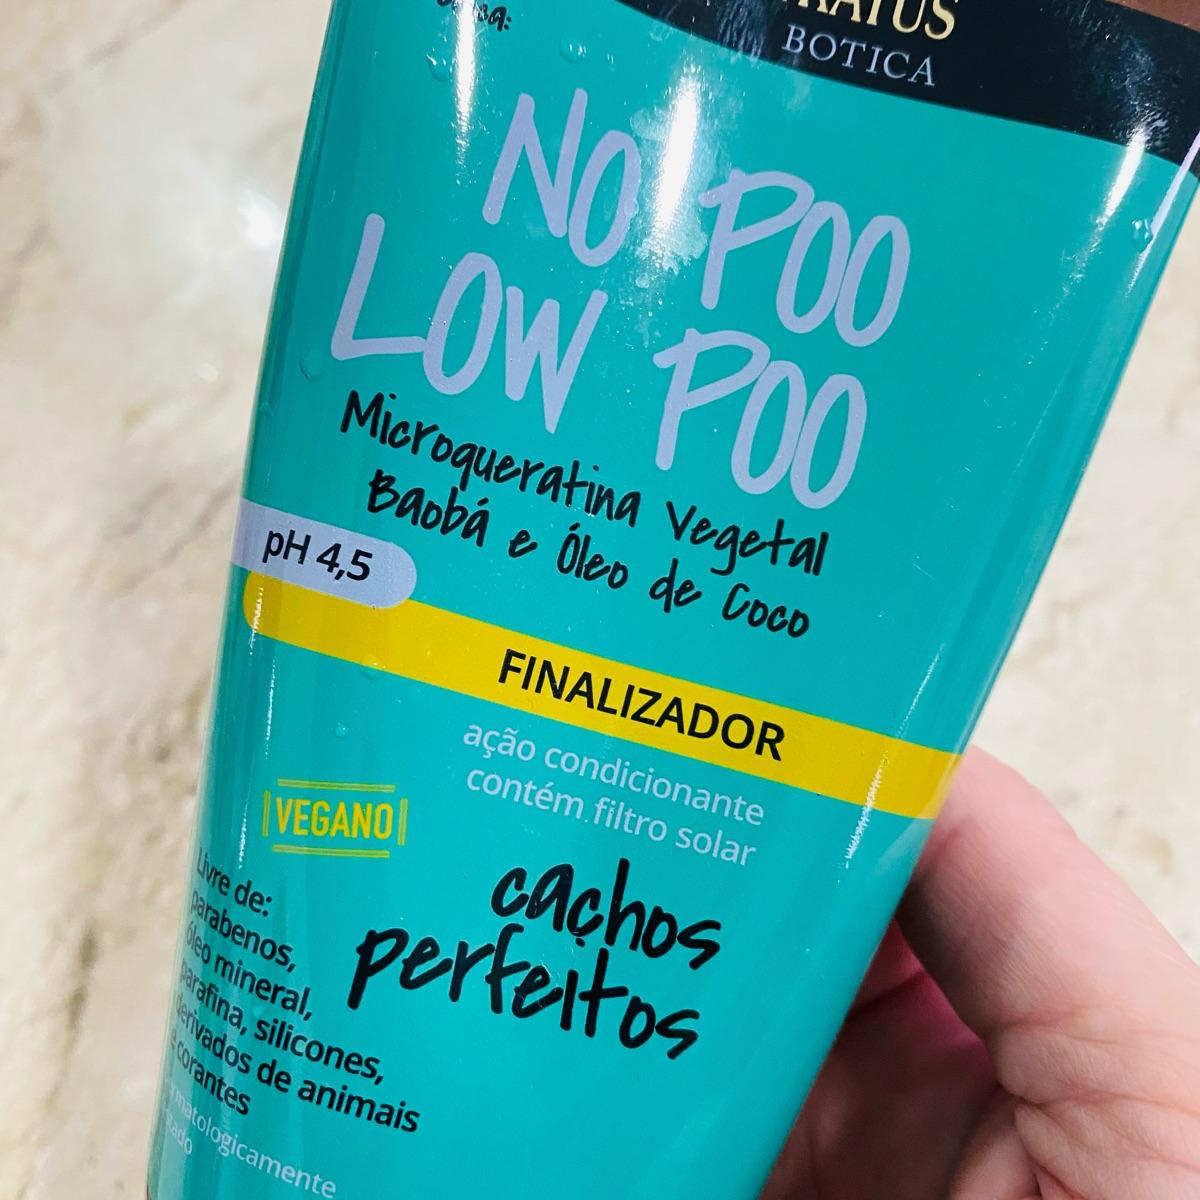 BOTICA
NO POO
LOW POO
Microqueratina Vegetal
Baobá e Óleo de Coco
pH 4,5
FINALIZADOR
ação condicionante
contém filtro solar
VEGANO
cachos
perfeitos
Livre de:
parabenos,
óleo mineral,
parafina, silicones,
derivados de animais
e corantes